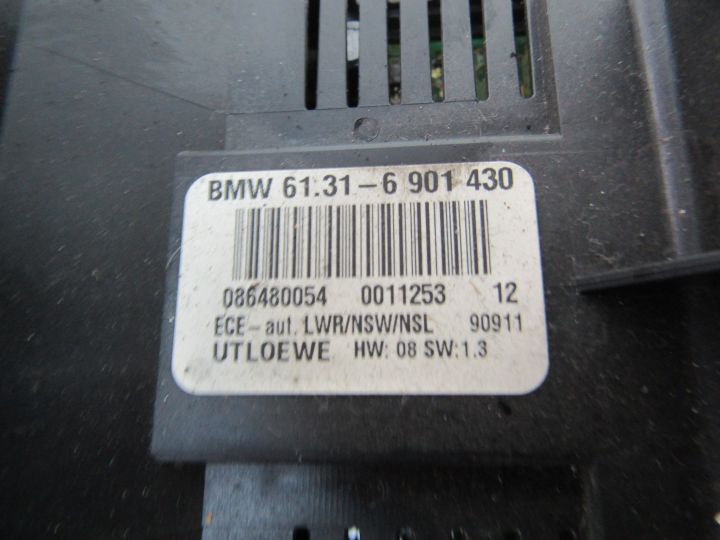 BMW 61.31-6 901 430
086480054 0011253 12
ECE-aut. LWR/NSW/NSL 90911
UTLOEWE HW: 08 SW:1.3